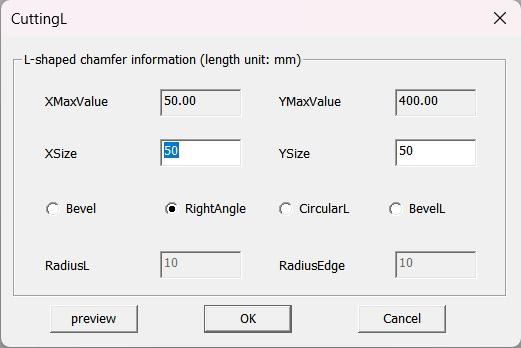 CuttingL
L-shaped chamfer information (length unit: mm)
XMaxValue 50.00 YMaxValue 400.00
XSize 50 YSize 50
Bevel RightAngle CircularL BevelL
RadiusL 10 RadiusEdge 10
preview OK Cancel